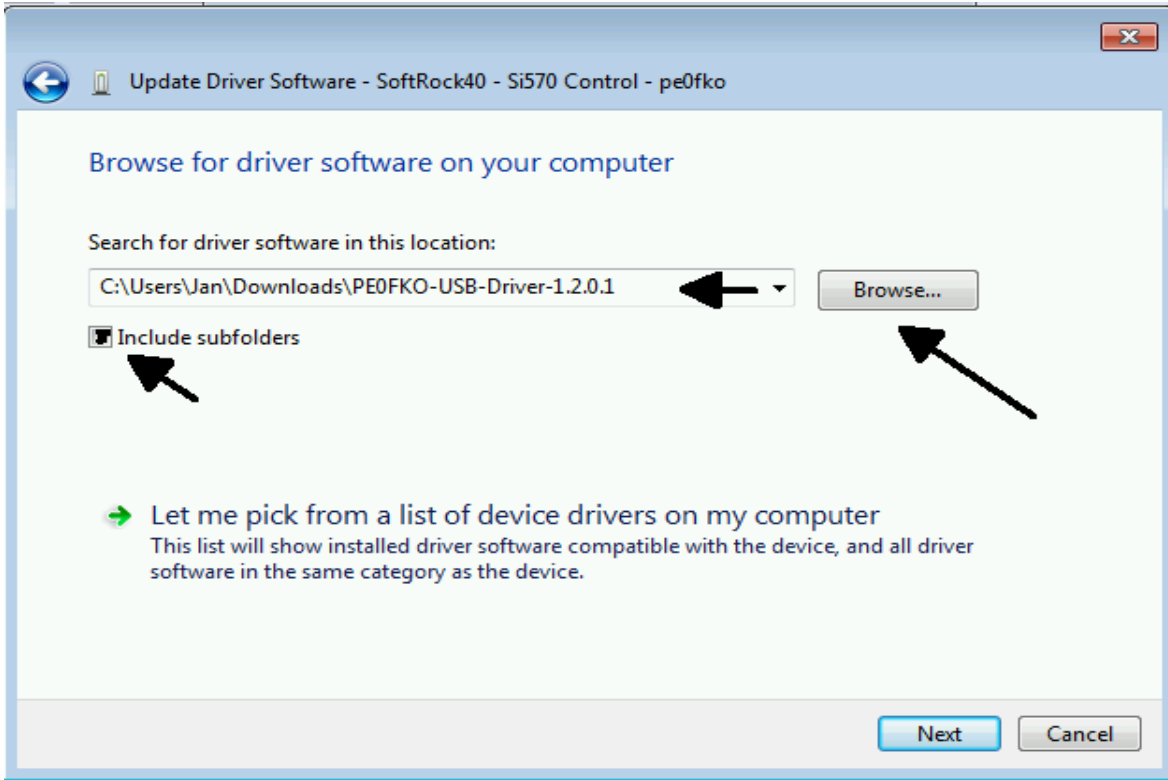 Update Driver Software - SoftRock40 - Si570 Control - pe0fko
Browse for driver software on your computer
Search for driver software in this location:
C:\Users\Jan\Downloads\PE0FKO-USB-Driver-1.2.0.1
Browse...
Include subfolders
Let me pick from a list of device drivers on my computer
This list will show installed driver software compatible with the device, and all driver
software in the same category as the device.
Next
Cancel